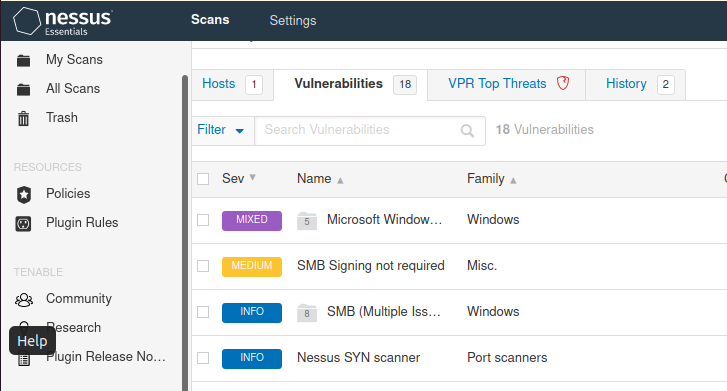 nessus
Essentials
Scans
Settings
My Scans
All Scans
Trash
RESOURCES
Policies
Plugin Rules
TENABLE
Community
Research
Help
Plugin Release No...
Hosts 1
Vulnerabilities 18
VPR Top Threats
History 2
Filter
Search Vulnerabilities
18 Vulnerabilities
Sev
Name
Family
MIXED 5 Microsoft Window... Windows
MEDIUM SMB Signing not required Misc.
INFO 8 SMB (Multiple Iss... Windows
INFO Nessus SYN scanner Port scanners